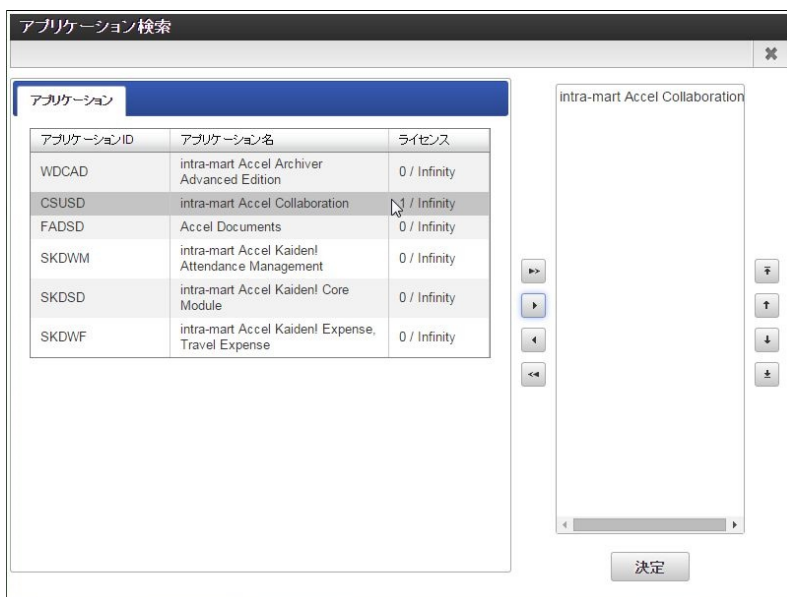 アプリケーション検索
アプリケーション
アプリケーションID アプリケーション名 ライセンス
WDCAD intra-mart Accel Archiver Advanced Edition 0 / Infinity
CSUSD intra-mart Accel Collaboration 1 / Infinity
FADSD Accel Documents 0 / Infinity
SKDWM intra-mart Accel Kaiden! Attendance Management 0 / Infinity
SKDSD intra-mart Accel Kaiden! Core Module 0 / Infinity
SKDWF intra-mart Accel Kaiden! Expense, Travel Expense 0 / Infinity
intra-mart Accel Collaboration
決定